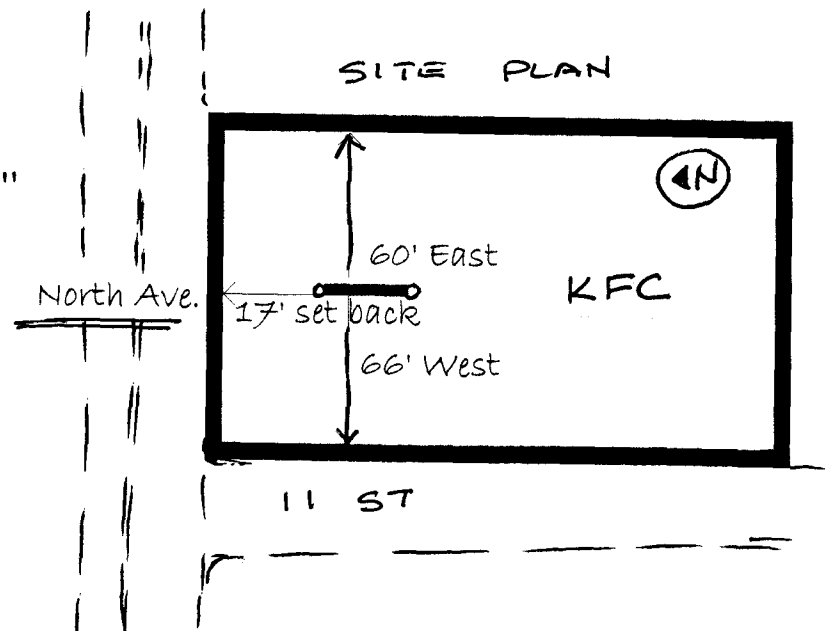 SITE PLAN
"
N
60' East
KFC
North Ave.
17' set back
66' West
11 ST